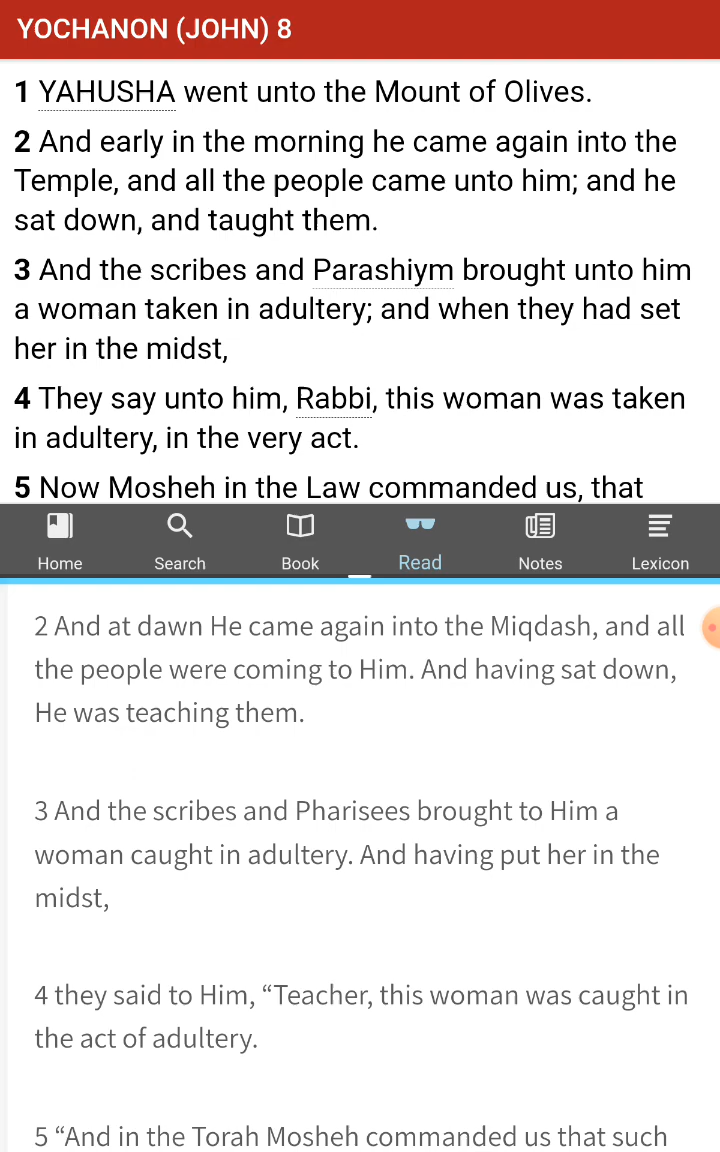 YOCHANON (JOHN) 8
1 YAHUSHA went unto the Mount of Olives.
2 And early in the morning he came again into the
Temple, and all the people came unto him; and he
sat down, and taught them.
3 And the scribes and Parashiym brought unto him
a woman taken in adultery; and when they had set
her in the midst,
4 They say unto him, Rabbi, this woman was taken
in adultery, in the very act.
5 Now Mosheh in the Law commanded us, that
Home Search Book Read Notes Lexicon
2 And at dawn He came again into the Miqdash, and all
the people were coming to Him. And having sat down,
He was teaching them.
3 And the scribes and Pharisees brought to Him a
woman caught in adultery. And having put her in the
midst,
4 they said to Him, “Teacher, this woman was caught in
the act of adultery.
5 “And in the Torah Mosheh commanded us that such